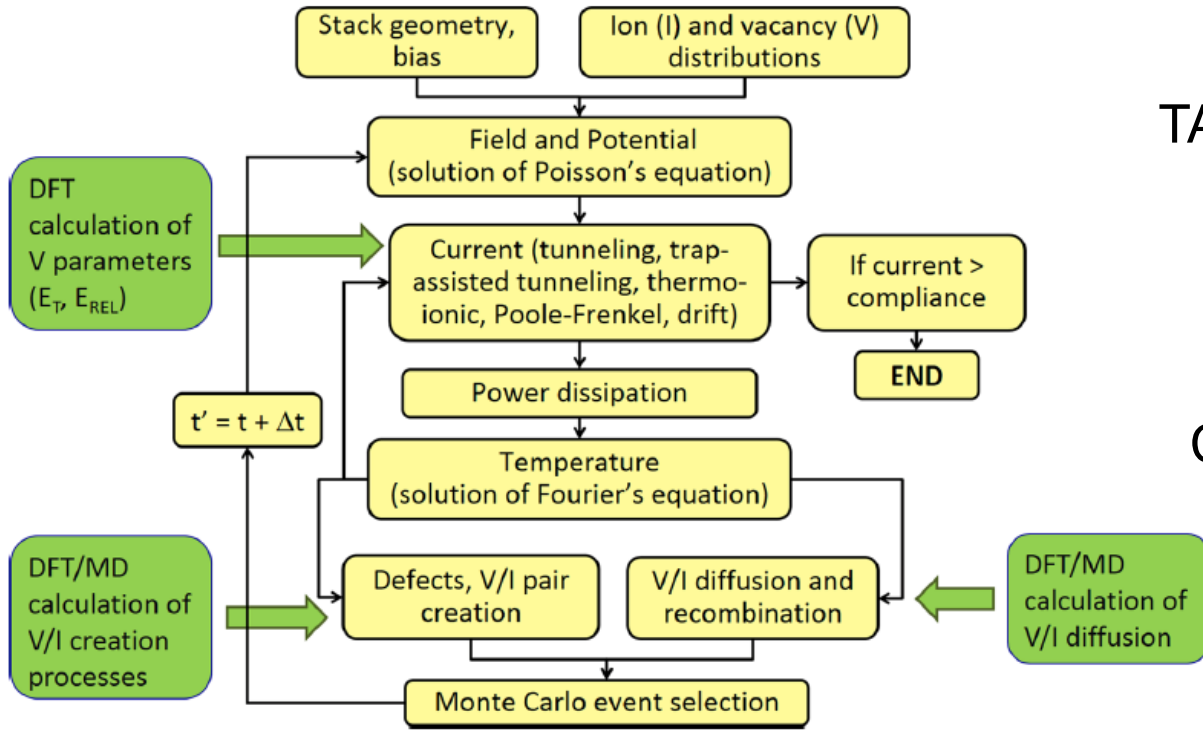 Stack geometry,
bias
Ion (I) and vacancy (V)
distributions
TA
Field and Potential
(solution of Poisson's equation)
DFT
calculation of
V parameters
(E_T, E_REL)
Current (tunneling, trap-
assisted tunneling, thermo-
ionic, Poole-Frenkel, drift)
If current >
compliance
END
Power dissipation
t' = t + Δt
Temperature
(solution of Fourier's equation)
DFT/MD
calculation of
V/I creation
processes
Defects, V/I pair
creation
V/I diffusion and
recombination
DFT/MD
calculation of
V/I diffusion
Monte Carlo event selection